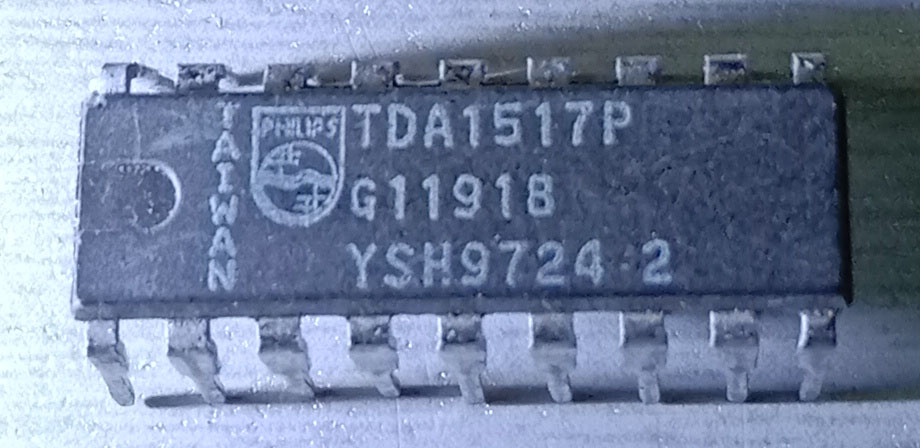 TAIWAN
PHILIPS
TDA1517P
G11918
YSH9724 2